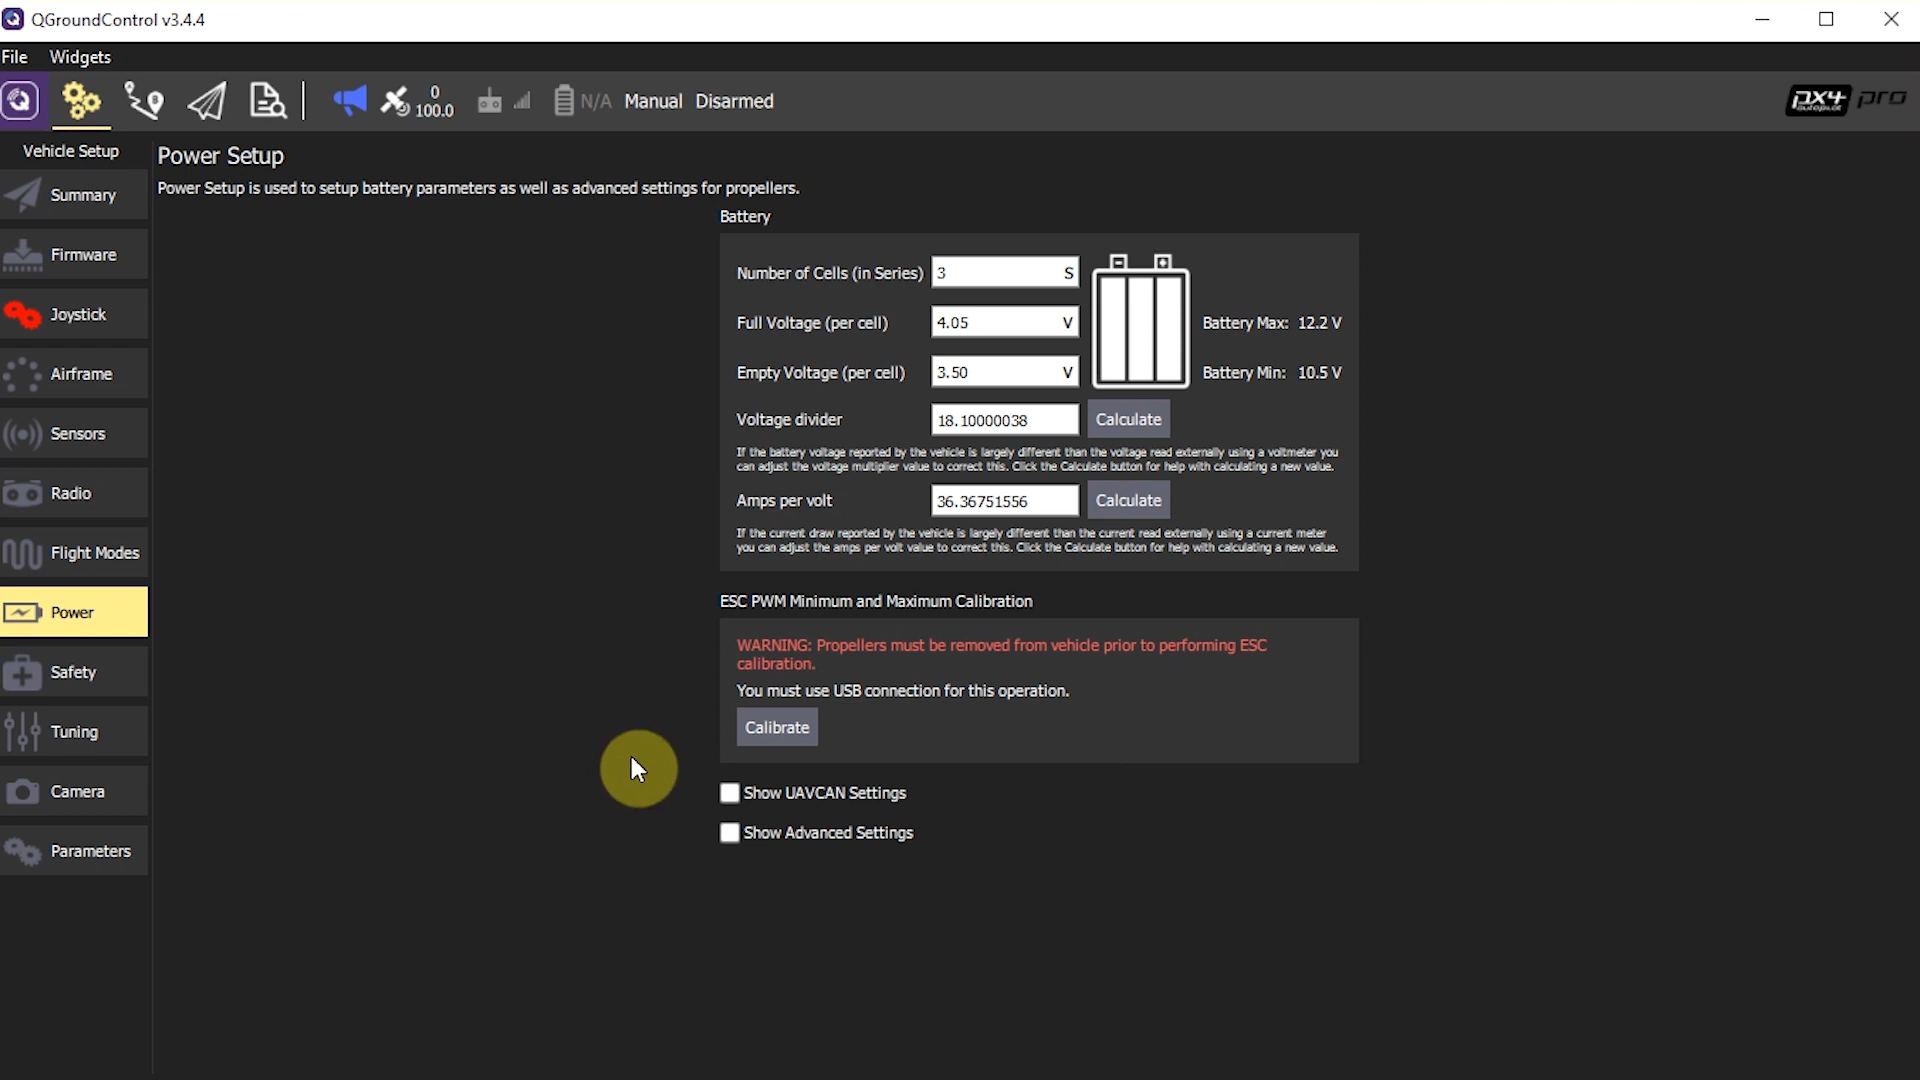 QGroundControl v3.4.4
File Widgets
0
100.0
N/A Manual Disarmed
px4 pro
autopilot
Vehicle Setup
Summary
Firmware
Joystick
Airframe
Sensors
Radio
Flight Modes
Power
Safety
Tuning
Camera
Parameters
Power Setup
Power Setup is used to setup battery parameters as well as advanced settings for propellers.
Battery
Number of Cells (in Series) 3 S
Full Voltage (per cell) 4.05 V Battery Max: 12.2 V
Empty Voltage (per cell) 3.50 V Battery Min: 10.5 V
Voltage divider 18.10000038 Calculate
If the battery voltage reported by the vehicle is largely different than the voltage read externally using a voltmeter you
can adjust the voltage multiplier value to correct this. Click the Calculate button for help with calculating a new value.
Amps per volt 36.36751556 Calculate
If the current draw reported by the vehicle is largely different than the current read externally using a current meter
you can adjust the amps per volt value to correct this. Click the Calculate button for help with calculating a new value.
ESC PWM Minimum and Maximum Calibration
WARNING: Propellers must be removed from vehicle prior to performing ESC
calibration.
You must use USB connection for this operation.
Calibrate
Show UAVCAN Settings
Show Advanced Settings